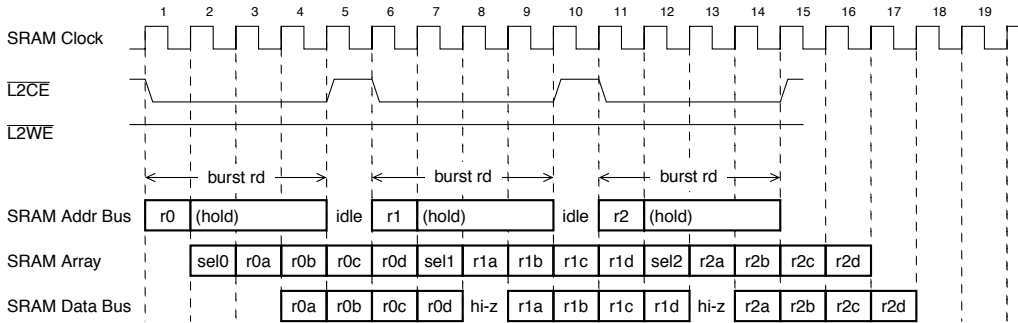 1 2 3 4 5 6 7 8 9 10 11 12 13 14 15 16 17 18 19
SRAM Clock
L2CE
L2WE
burst rd burst rd burst rd
SRAM Addr Bus r0 (hold) idle r1 (hold) idle r2 (hold)
SRAM Array sel0 r0a r0b r0c r0d sel1 r1a r1b r1c r1d sel2 r2a r2b r2c r2d
SRAM Data Bus r0a r0b r0c r0d hi-z r1a r1b r1c r1d hi-z r2a r2b r2c r2d